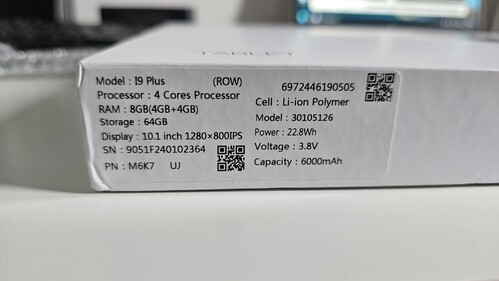 TABLET
Model : I9 Plus (ROW)
Processor : 4 Cores Processor
RAM : 8GB(4GB+4GB)
Storage : 64GB
Display : 10.1 inch 1280×800IPS
SN : 9051F240102364
PN : M6K7 UJ
6972446190505
Cell : Li-ion Polymer
Model : 30105126
Power : 22.8Wh
Voltage : 3.8V
Capacity : 6000mAh